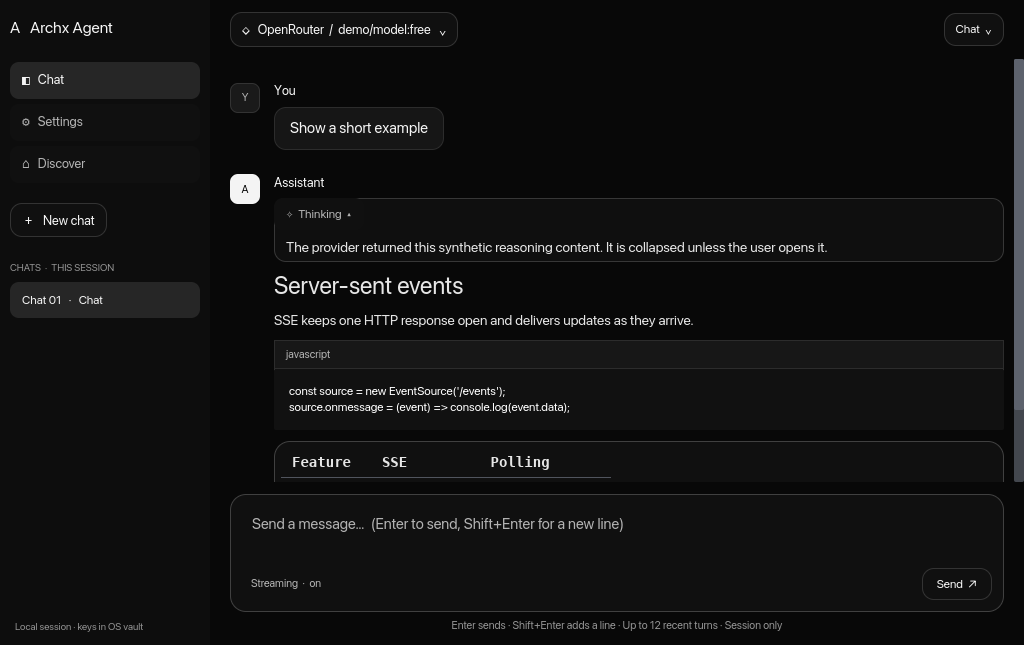 A Archx Agent
Chat
Settings
Discover
+ New chat
CHATS · THIS SESSION
Chat 01 · Chat
Local session · keys in OS vault
OpenRouter / demo/model:free
Chat
Y
You
Show a short example
A
Assistant
Thinking
The provider returned this synthetic reasoning content. It is collapsed unless the user opens it.
Server-sent events
SSE keeps one HTTP response open and delivers updates as they arrive.
javascript
const source = new EventSource('/events');
source.onmessage = (event) => console.log(event.data);
Feature SSE Polling
Send a message... (Enter to send, Shift+Enter for a new line)
Streaming · on
Send ↗
Enter sends · Shift+Enter adds a line · Up to 12 recent turns · Session only